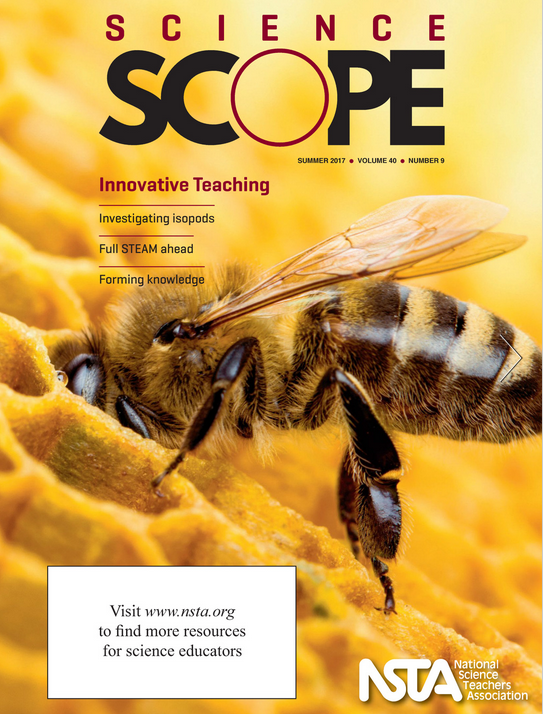 SCIENCE
SCOPE
SUMMER 2017 ● VOLUME 40 ● NUMBER 9
Innovative Teaching
Investigating isopods
Full STEAM ahead
Forming knowledge
Visit www.nsta.org
to find more resources
for science educators
NSTA
National
Science
Teachers
Association